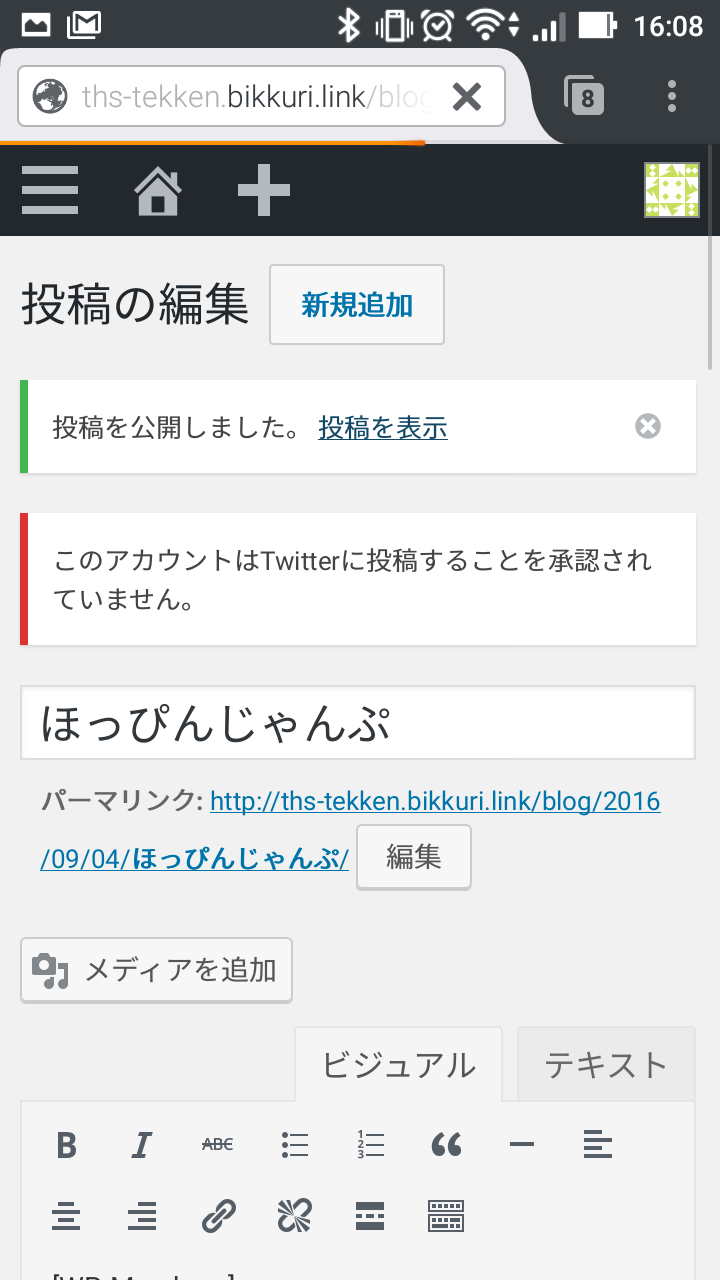 16:08
ths-tekken.bikkuri.link/blog
8
投稿の編集
新規追加
投稿を公開しました。 投稿を表示
このアカウントはTwitterに投稿することを承認され
ていません。
ほっぴんじゃんぷ
パーマリンク: http://ths-tekken.bikkuri.link/blog/2016
/09/04/ほっぴんじゃんぷ/ 編集
メディアを追加
ビジュアル テキスト
B I ABC